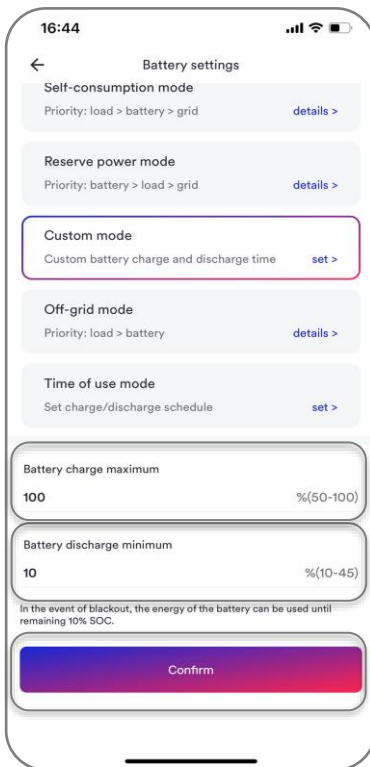 16:44
Battery settings
Self-consumption mode
Priority: load > battery > grid details >
Reserve power mode
Priority: battery > load > grid details >
Custom mode
Custom battery charge and discharge time set >
Off-grid mode
Priority: load > battery details >
Time of use mode
Set charge/discharge schedule set >
Battery charge maximum
100 %(50-100)
Battery discharge minimum
10 %(10-45)
In the event of blackout, the energy of the battery can be used until
remaining 10% SOC.
Confirm